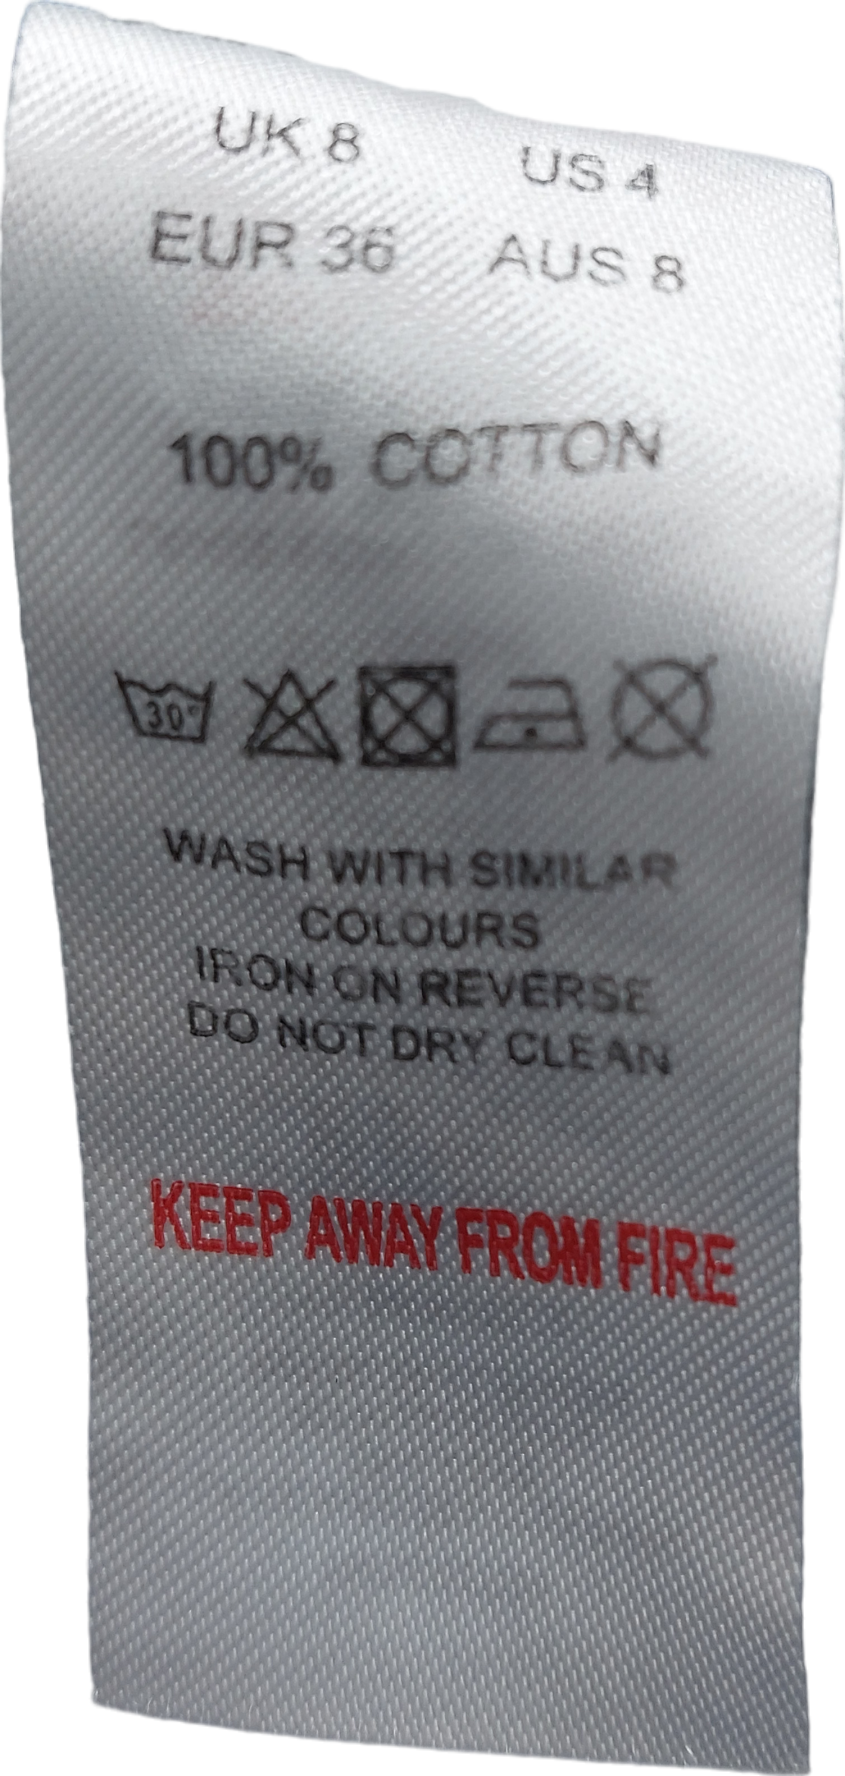 UK 8 US 4
EUR 36 AUS 8
100% COTTON
30°
WASH WITH SIMILAR
COLOURS
IRON ON REVERSE
DO NOT DRY CLEAN
KEEP AWAY FROM FIRE